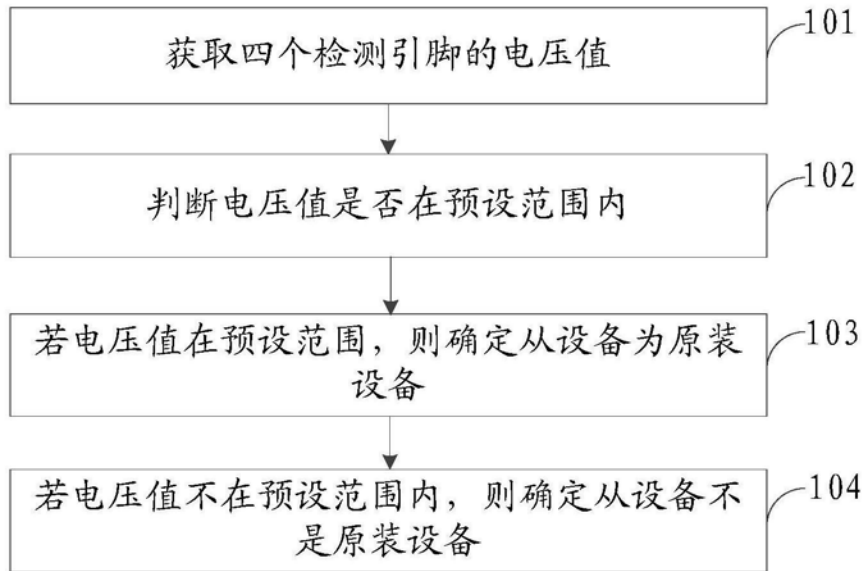 获取四个检测引脚的电压值
101
判断电压值是否在预设范围内
102
若电压值在预设范围，则确定从设备为原装
设备
103
若电压值不在预设范围内，则确定从设备不
是原装设备
104